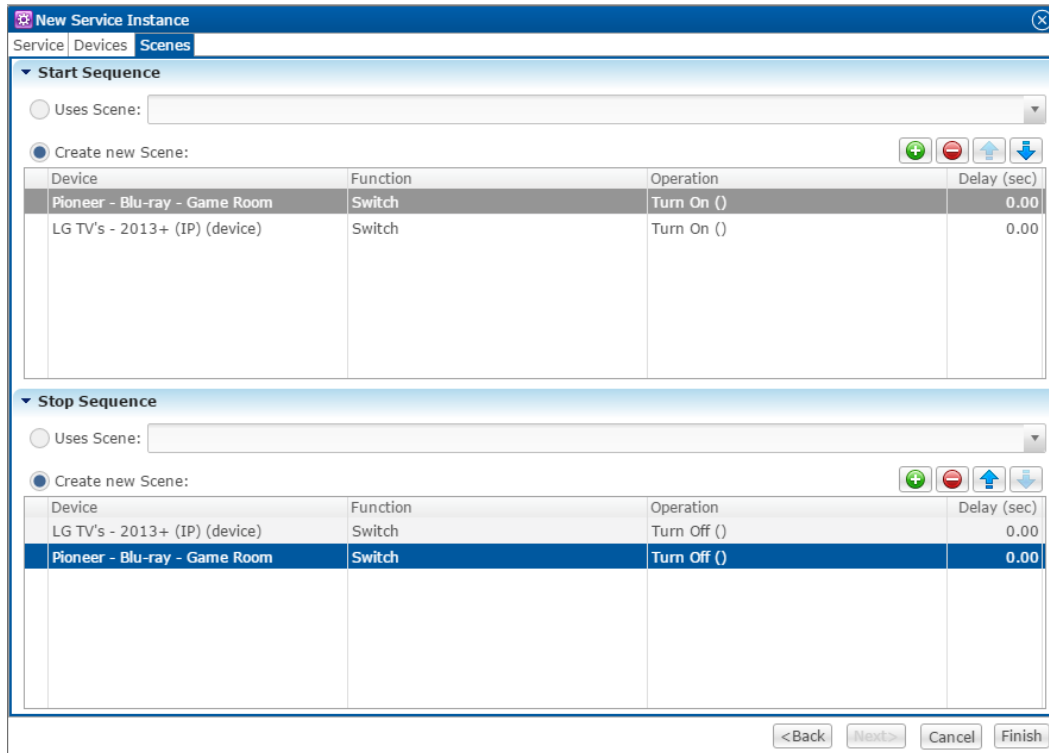 New Service Instance
Service Devices Scenes
Start Sequence
Uses Scene:
Create new Scene:
Device Function Operation Delay (sec)
Pioneer - Blu-ray - Game Room Switch Turn On () 0.00
LG TV's - 2013+ (IP) (device) Switch Turn On () 0.00
Stop Sequence
Uses Scene:
Create new Scene:
Device Function Operation Delay (sec)
LG TV's - 2013+ (IP) (device) Switch Turn Off () 0.00
Pioneer - Blu-ray - Game Room Switch Turn Off () 0.00
<Back Next> Cancel Finish